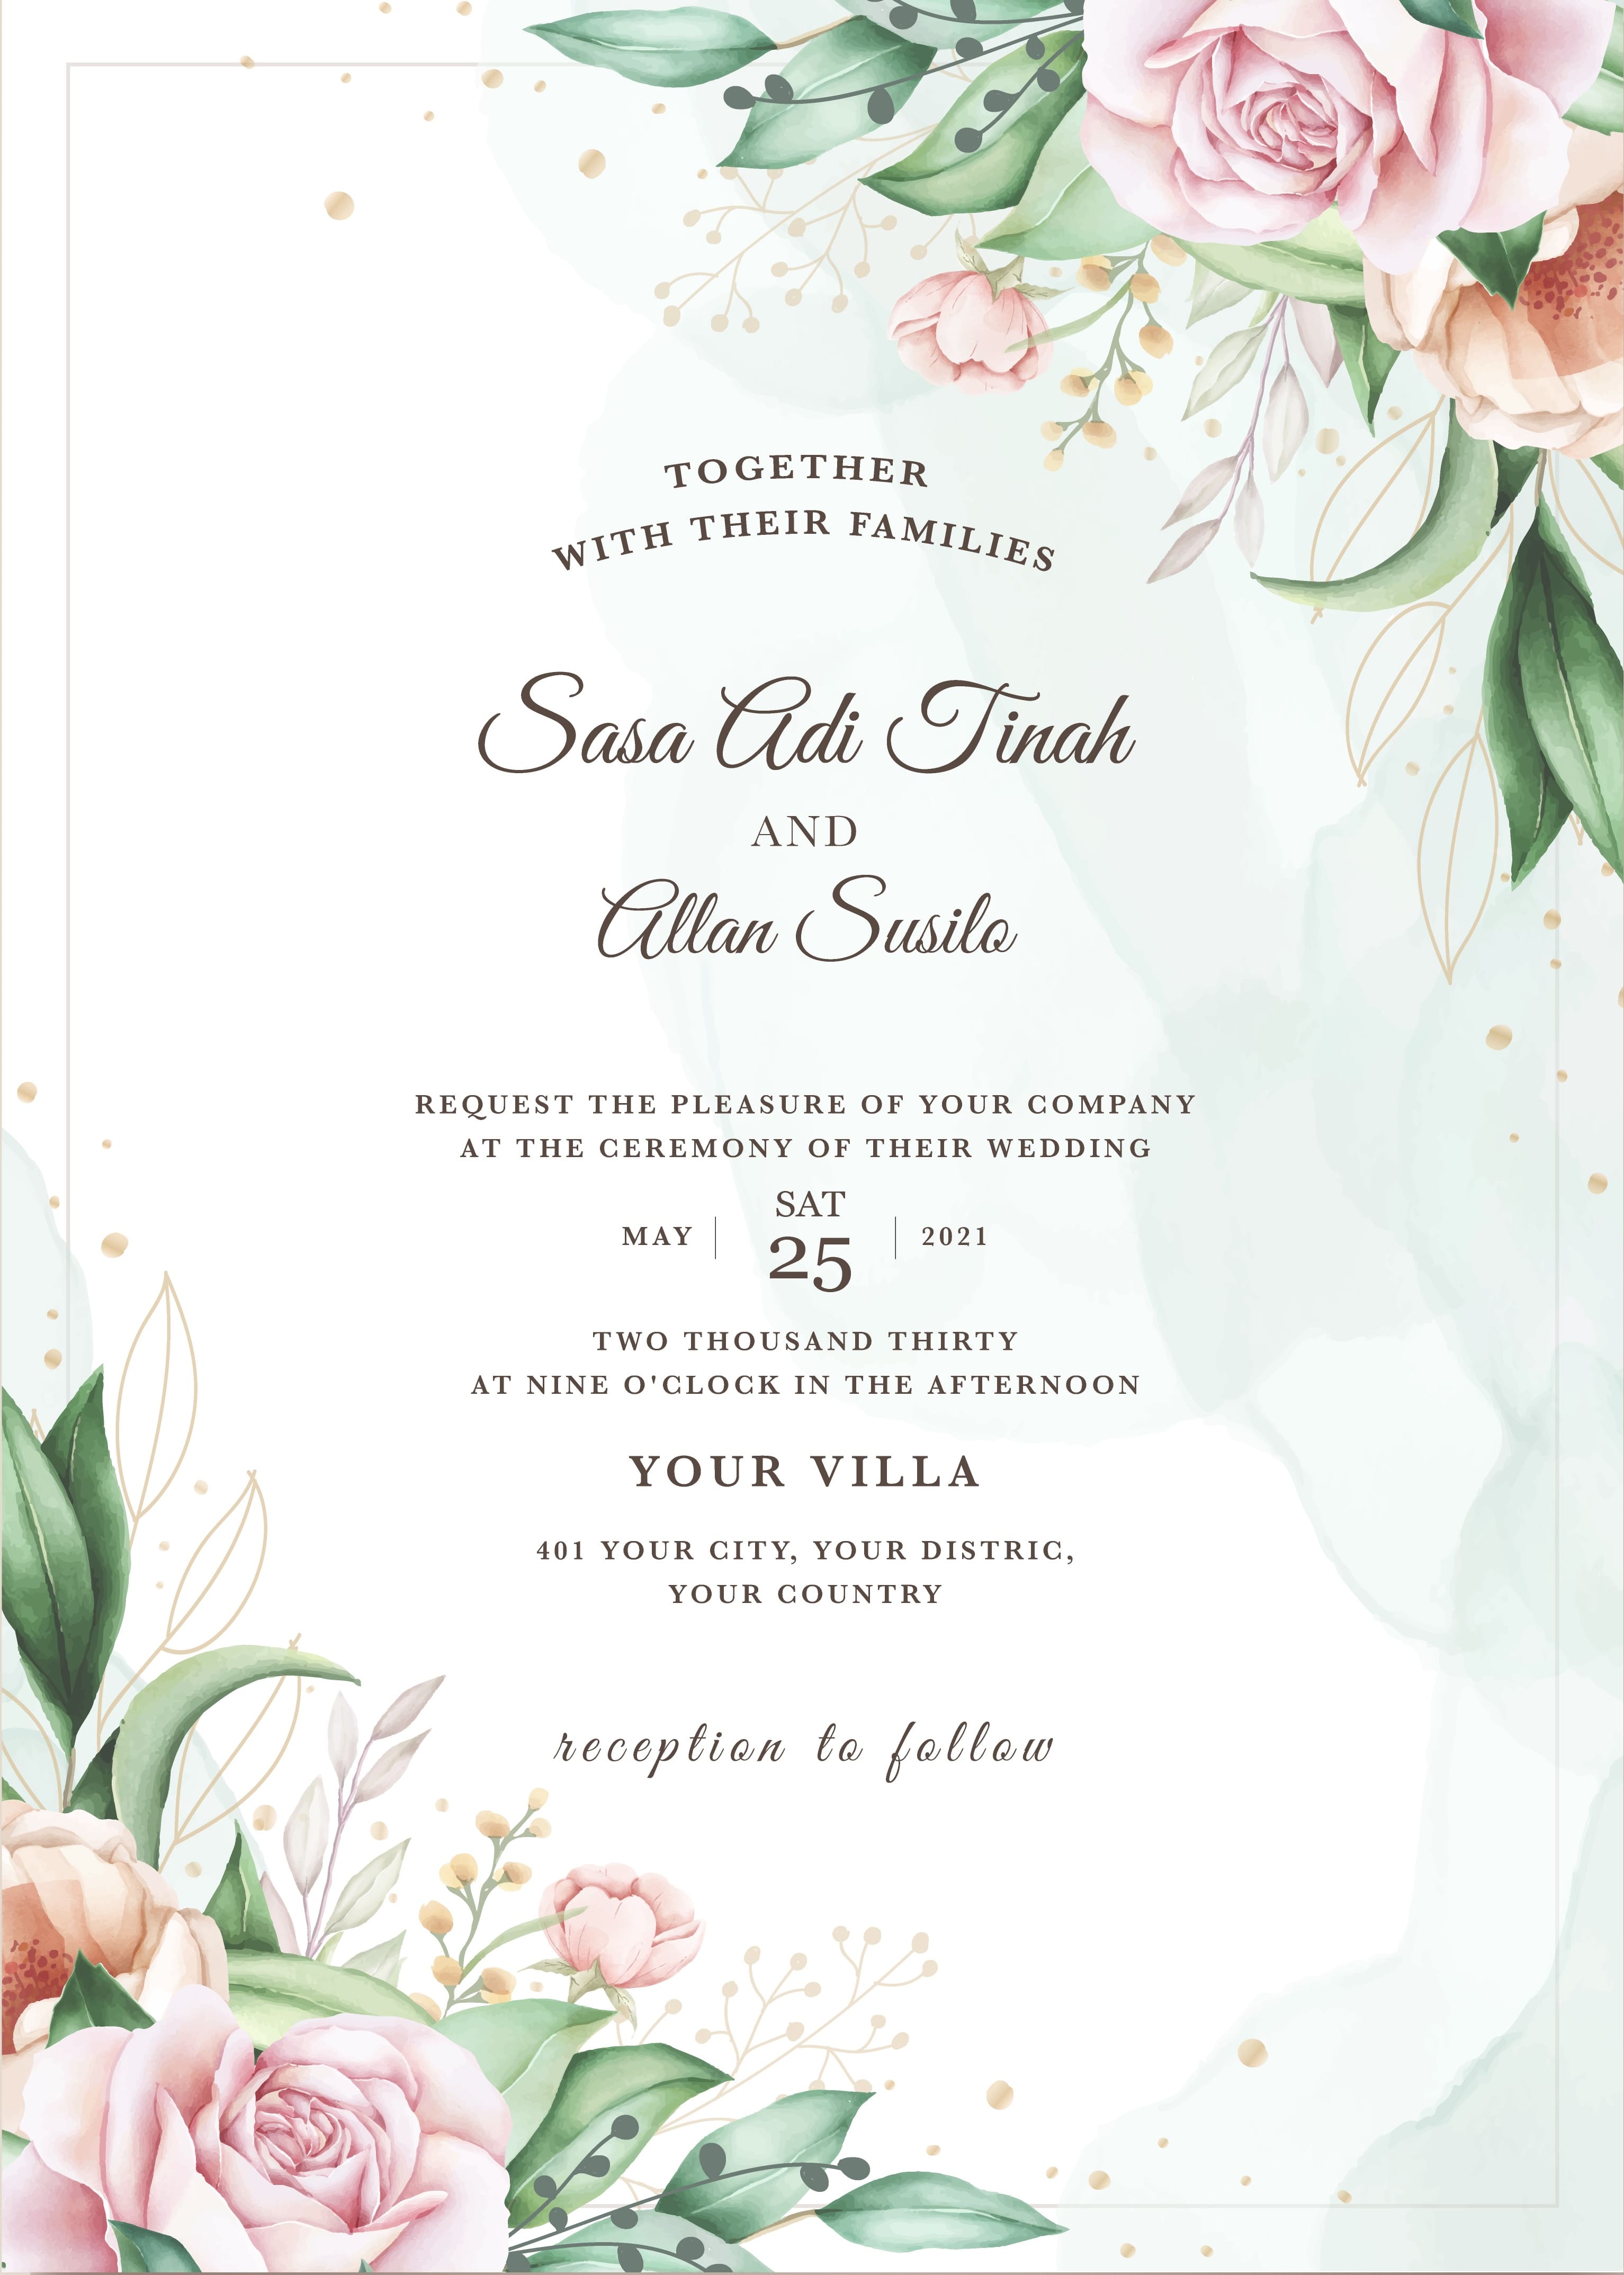 TOGETHER
WITH THEIR FAMILIES
Sasa Adi Tinah
AND
Allan Susilo
REQUEST THE PLEASURE OF YOUR COMPANY
AT THE CEREMONY OF THEIR WEDDING
SAT
MAY 25 2021
TWO THOUSAND THIRTY
AT NINE O'CLOCK IN THE AFTERNOON
YOUR VILLA
401 YOUR CITY, YOUR DISTRIC,
YOUR COUNTRY
reception to follow